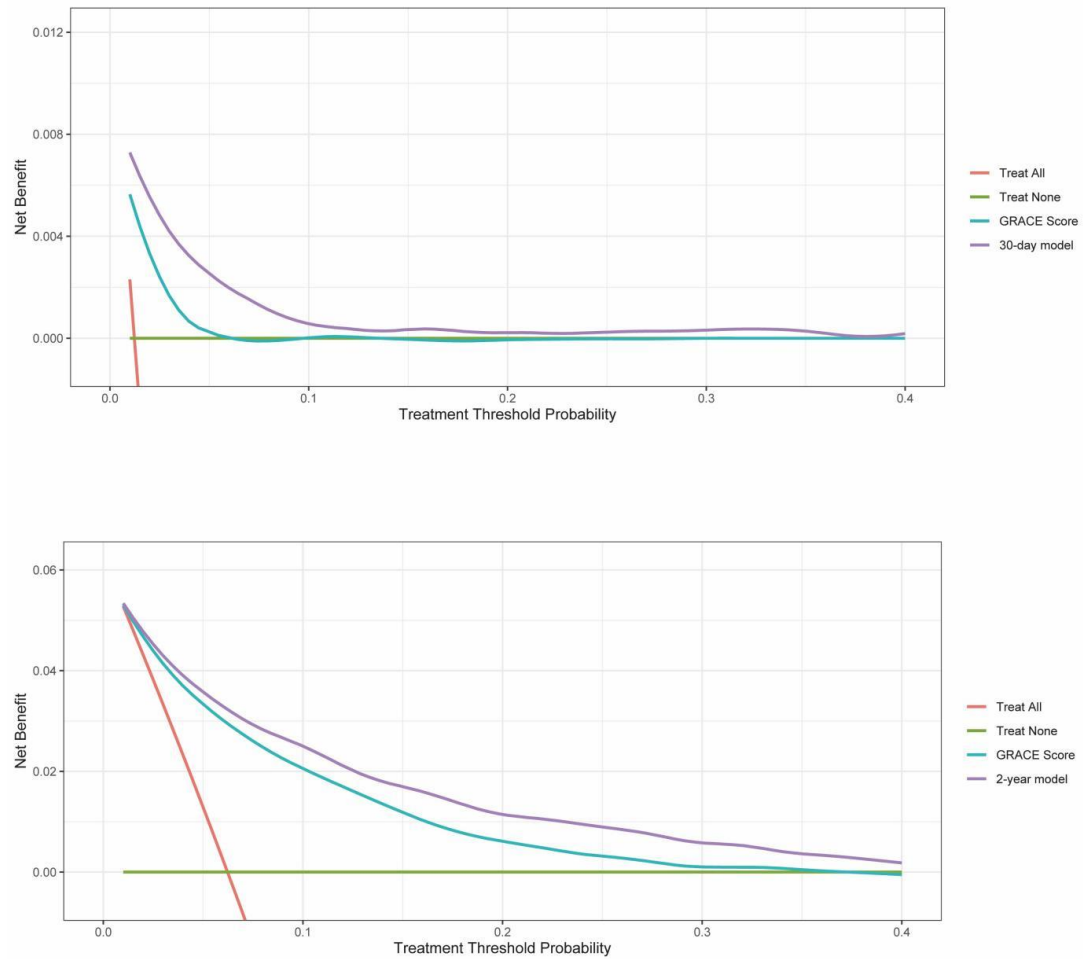 0.012
0.008
0.004
0.000
Net Benefit
0.0 0.1 0.2 0.3 0.4
Treatment Threshold Probability
Treat All
Treat None
GRACE Score
30-day model
0.06
0.04
0.02
0.00
Net Benefit
0.0 0.1 0.2 0.3 0.4
Treatment Threshold Probability
Treat All
Treat None
GRACE Score
2-year model